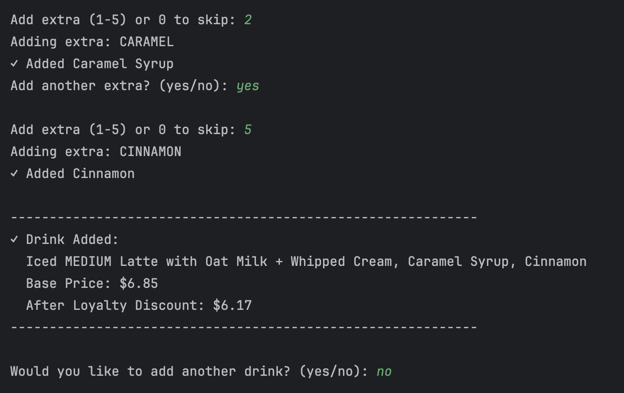 Add extra (1-5) or 0 to skip: 2
Adding extra: CARAMEL
✓ Added Caramel Syrup
Add another extra? (yes/no): yes
Add extra (1-5) or 0 to skip: 5
Adding extra: CINNAMON
✓ Added Cinnamon
------------------------------------------------------------
✓ Drink Added:
Iced MEDIUM Latte with Oat Milk + Whipped Cream, Caramel Syrup, Cinnamon
Base Price: $6.85
After Loyalty Discount: $6.17
------------------------------------------------------------
Would you like to add another drink? (yes/no): no